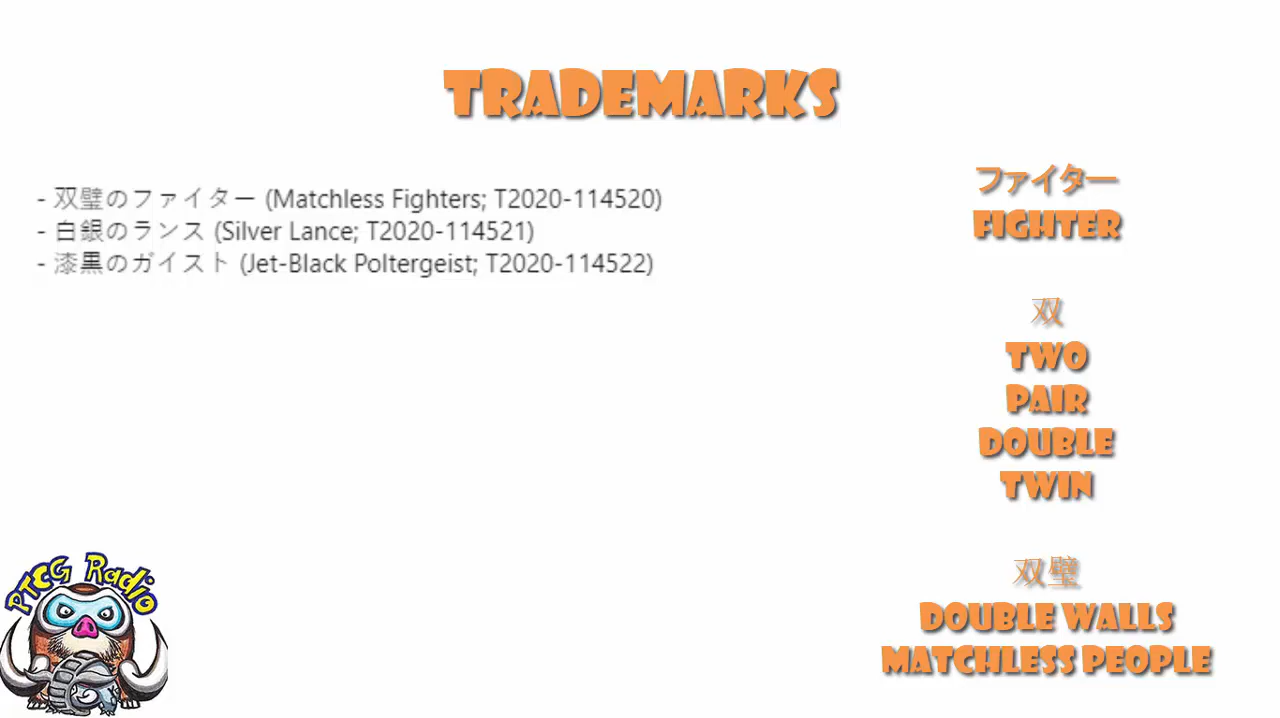 TRADEMARKS
- 双璧のファイター (Matchless Fighters; T2020-114520)
- 白銀のランス (Silver Lance; T2020-114521)
- 漆黒のガイスト (Jet-Black Poltergeist; T2020-114522)
ファイター
FIGHTER
双
TWO
PAIR
DOUBLE
TWIN
双璧
DOUBLE WALLS
MATCHLESS PEOPLE
PTCG Radio